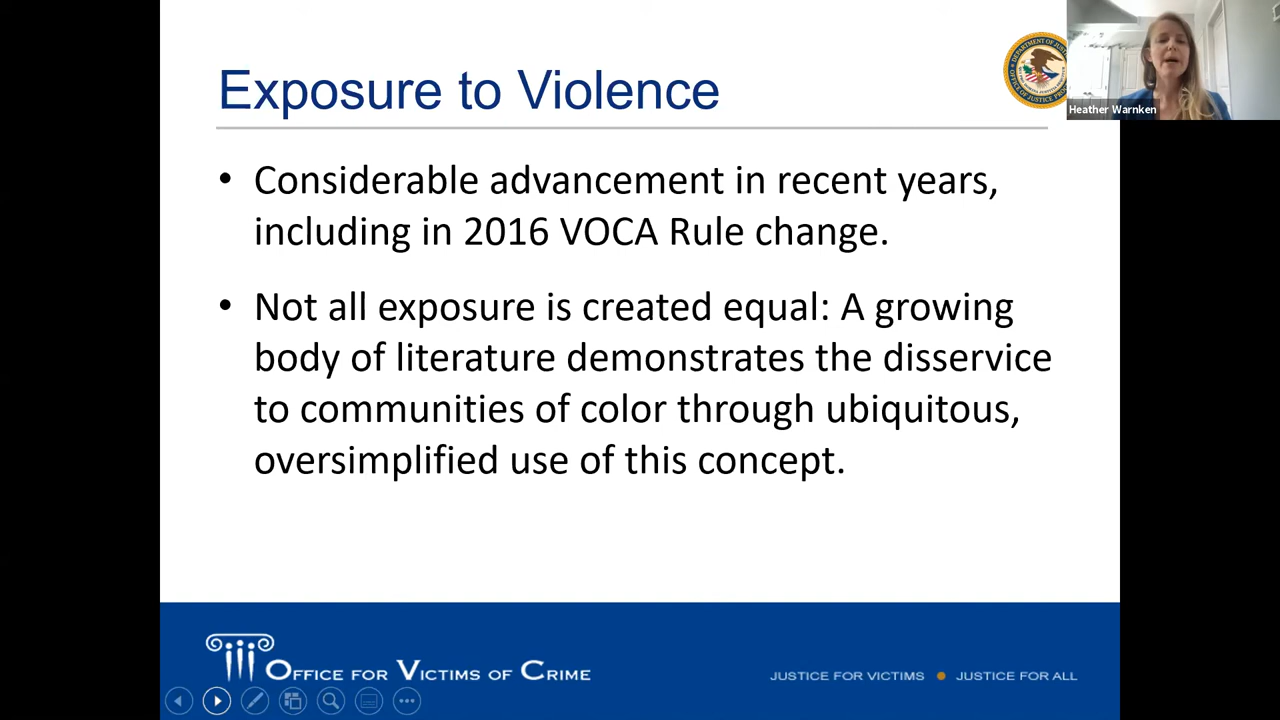 Exposure to Violence
Heather Warnken
• Considerable advancement in recent years,
including in 2016 VOCA Rule change.
• Not all exposure is created equal: A growing
body of literature demonstrates the disservice
to communities of color through ubiquitous,
oversimplified use of this concept.
OFFICE FOR VICTIMS OF CRIME
JUSTICE FOR VICTIMS • JUSTICE FOR ALL